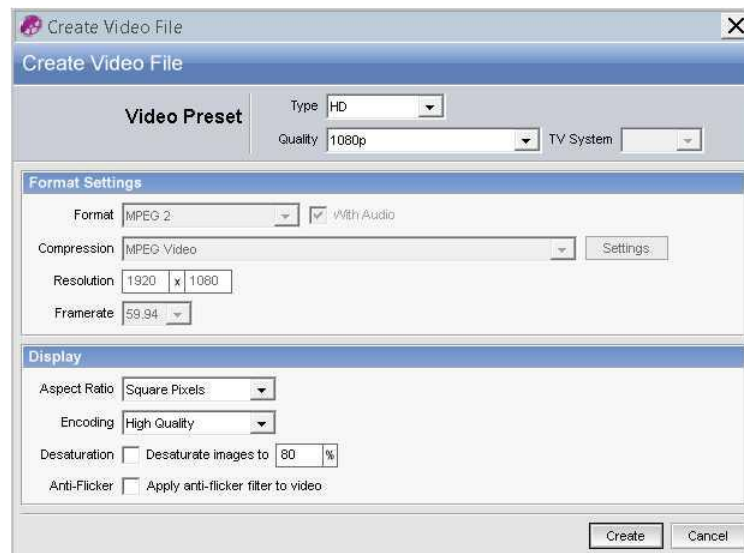 Create Video File
Create Video File
Video Preset
Type HD
Quality 1080p TV System
Format Settings
Format MPEG 2 With Audio
Compression MPEG Video Settings
Resolution 1920 x 1080
Framerate 59.94
Display
Aspect Ratio Square Pixels
Encoding High Quality
Desaturation Desaturate images to 80 %
Anti-Flicker Apply anti-flicker filter to video
Create Cancel